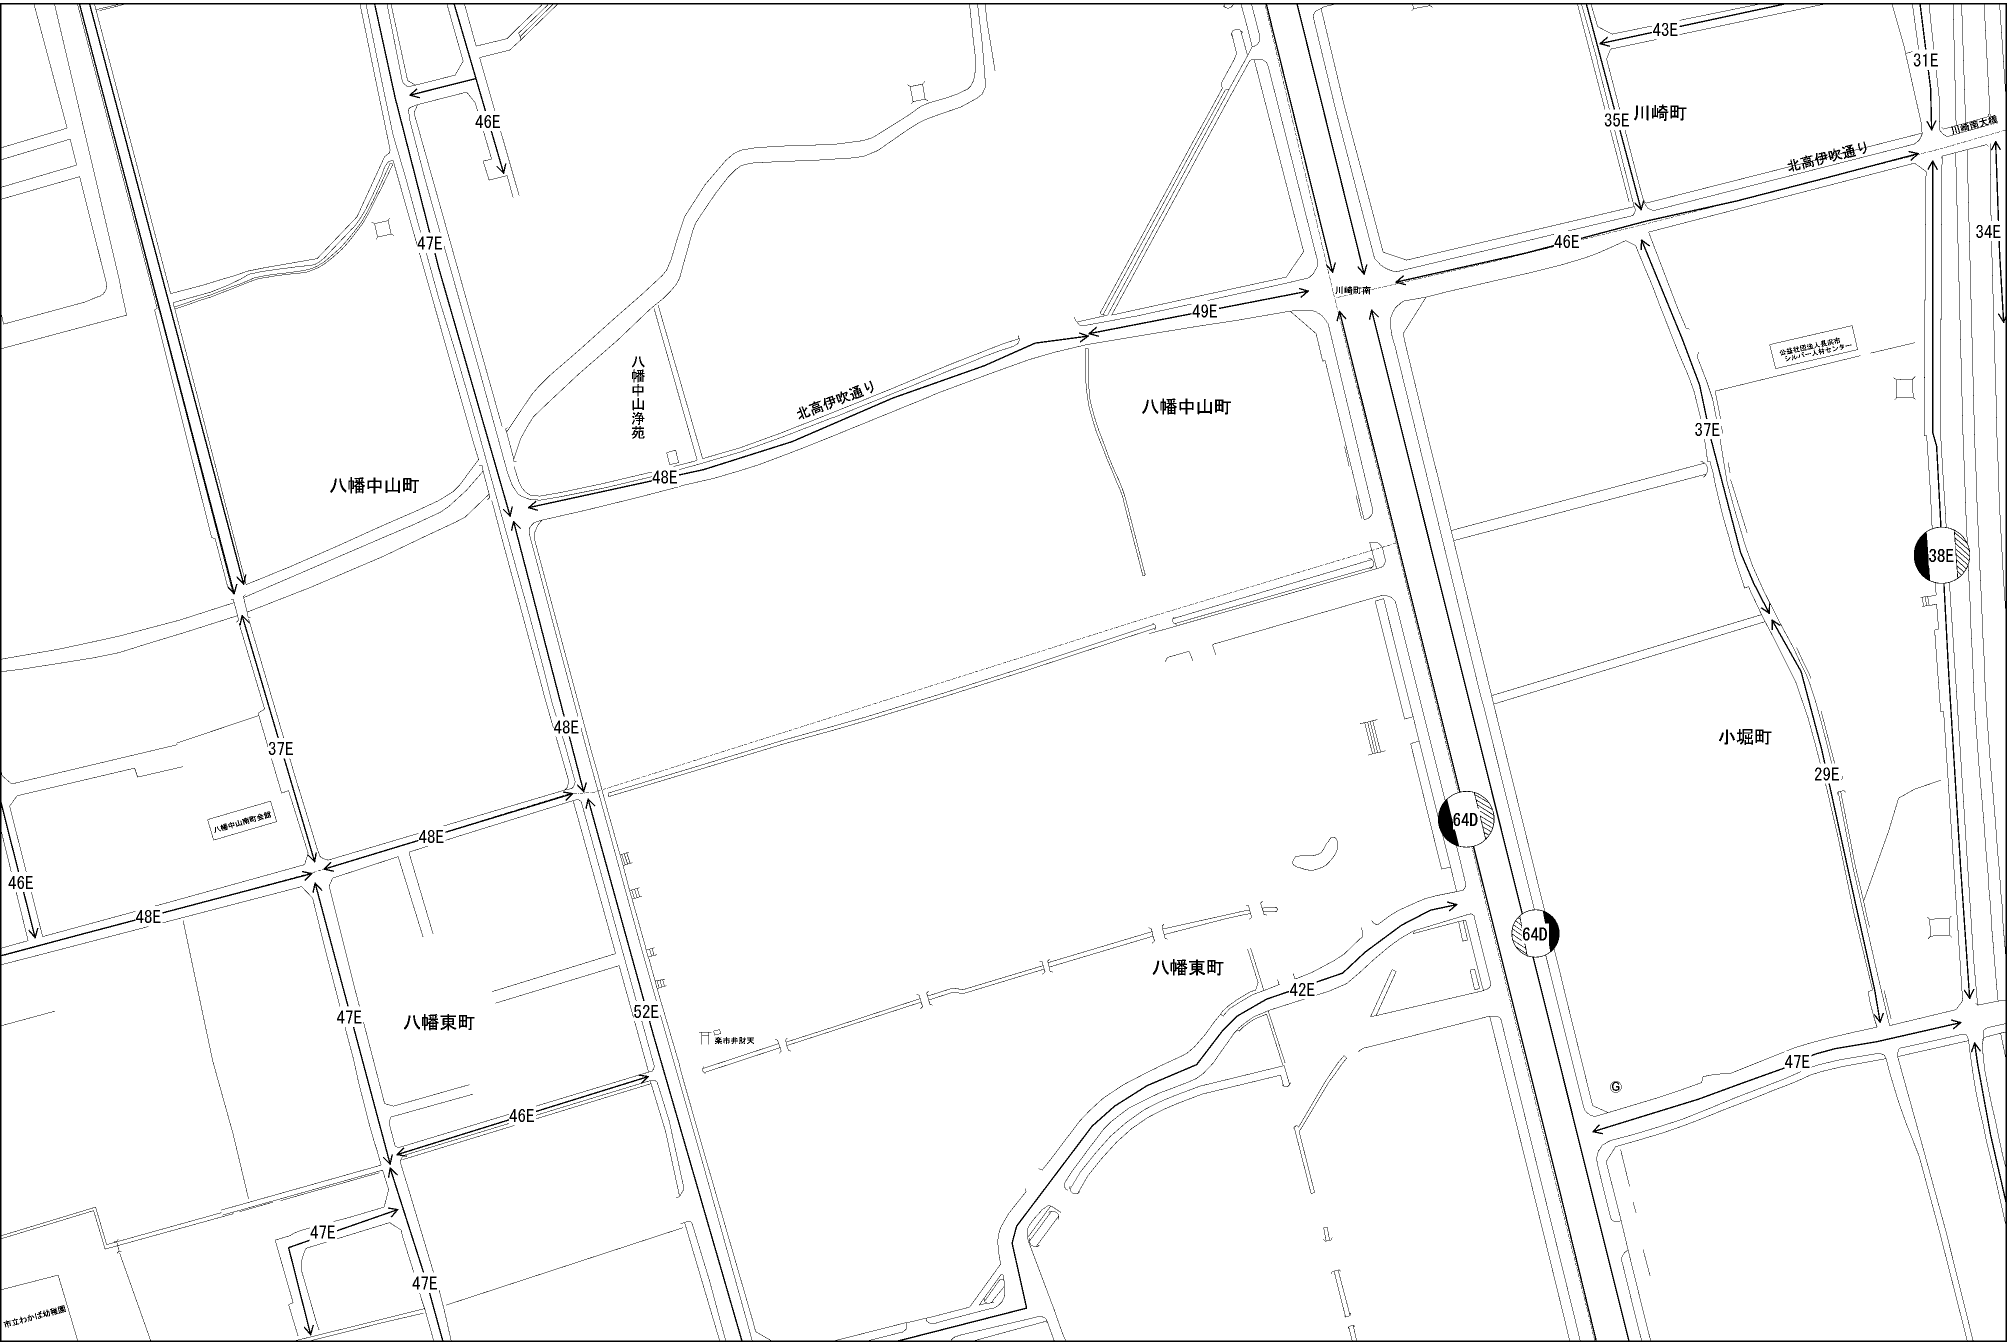 43E
31E
46E
35E
川崎町
川崎南大橋
北高伊吹通り
47E
34E
46E
川崎町南
49E
公益社団法人長浜市
シルバー人材センター
八幡中山浄苑
北高伊吹通り
八幡中山町
37E
48E
八幡中山町
38E
48E
37E
小堀町
29E
八幡中山南町会館
64D
48E
46E
48E
64D
八幡東町
42E
47E
八幡東町
52E
楽市弁財天
47E
G
46E
47E
47E
市立わかば幼稚園